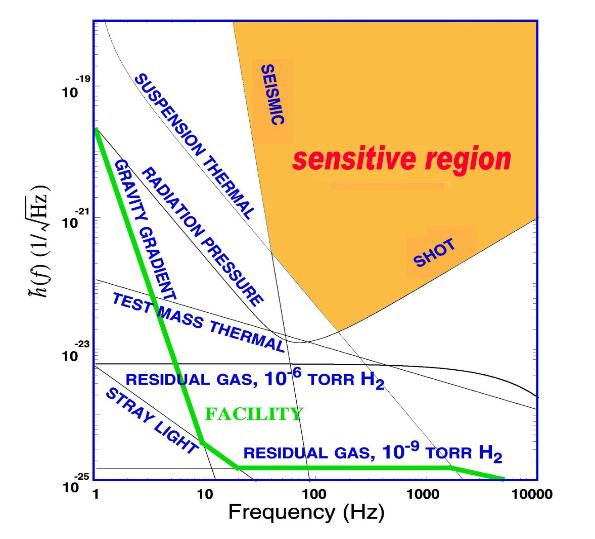 10^-19
10^-21
10^-23
10^-25
h̃(f) (1/√Hz)
SEISMIC
SUSPENSION THERMAL
sensitive region
GRAVITY GRADIENT
RADIATION PRESSURE
SHOT
TEST MASS THERMAL
RESIDUAL GAS, 10^-6 TORR H₂
STRAY LIGHT
FACILITY
RESIDUAL GAS, 10^-9 TORR H₂
1 10 100 1000 10000
Frequency (Hz)